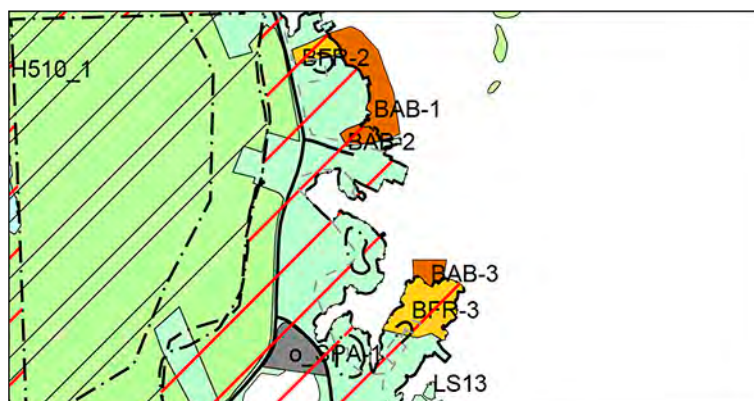 BFR-2
H510_1
BAB-1
BAB-2
BAB-3
BFR-3
o_SPA-1
LS13